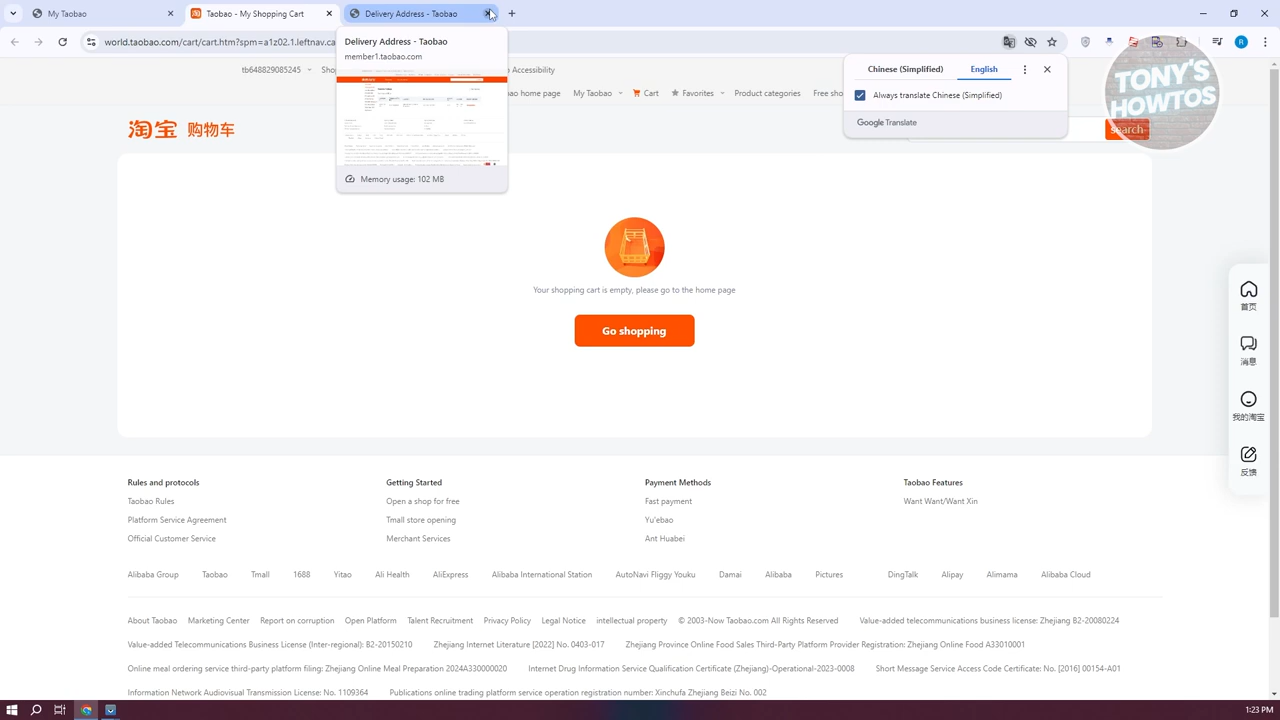 My Taobao
Taobao - My Shopping Cart
Delivery Address - Taobao
world.taobao.com/cart/cart.htm?spm=a1z02.1.leftnav.ca
R
Delivery Address - Taobao
member1.taobao.com
Memory usage: 102 MB
tb648829085245
Accessibility
Chinese (Simplified)
English
Always translate Chinese (Simplified)
Google Translate
home page
My Taobao
Cart
Favorites
Product categories
淘宝 购物车
search
Your shopping cart is empty, please go to the home page
Go shopping
首页
消息
我的淘宝
反馈
Rules and protocols
Taobao Rules
Platform Service Agreement
Official Customer Service
Getting Started
Open a shop for free
Tmall store opening
Merchant Services
Payment Methods
Fast payment
Yu'ebao
Ant Huabei
Taobao Features
Want Want/Want Xin
Alibaba Group Taobao Tmall 1688 Yitao Ali Health AliExpress Alibaba International Station AutoNavi Fliggy Youku Damai Alibaba Pictures DingTalk Alipay Alimama Alibaba Cloud
About Taobao Marketing Center Report on corruption Open Platform Talent Recruitment Privacy Policy Legal Notice intellectual property © 2003-Now Taobao.com All Rights Reserved Value-added telecommunications business license: Zhejiang B2-20080224
Value-added Telecommunications Business License (Inter-regional): B2-20150210 Zhejiang Internet Literature [2022] No. 0403-017 Zhejiang Province Online Food Sales Third-Party Platform Provider Registration: Zhejiang Online Food A33010001
Online meal ordering service third-party platform filing: Zhejiang Online Meal Preparation 2024A330000020 Internet Drug Information Service Qualification Certificate (Zhejiang)-Operational-2023-0008 Short Message Service Access Code Certificate: No. [2016] 00154-A01
Information Network Audiovisual Transmission License: No. 1109364 Publications online trading platform service operation registration number: Xinchufa Zhejiang Beizi No. 002
1:23 PM